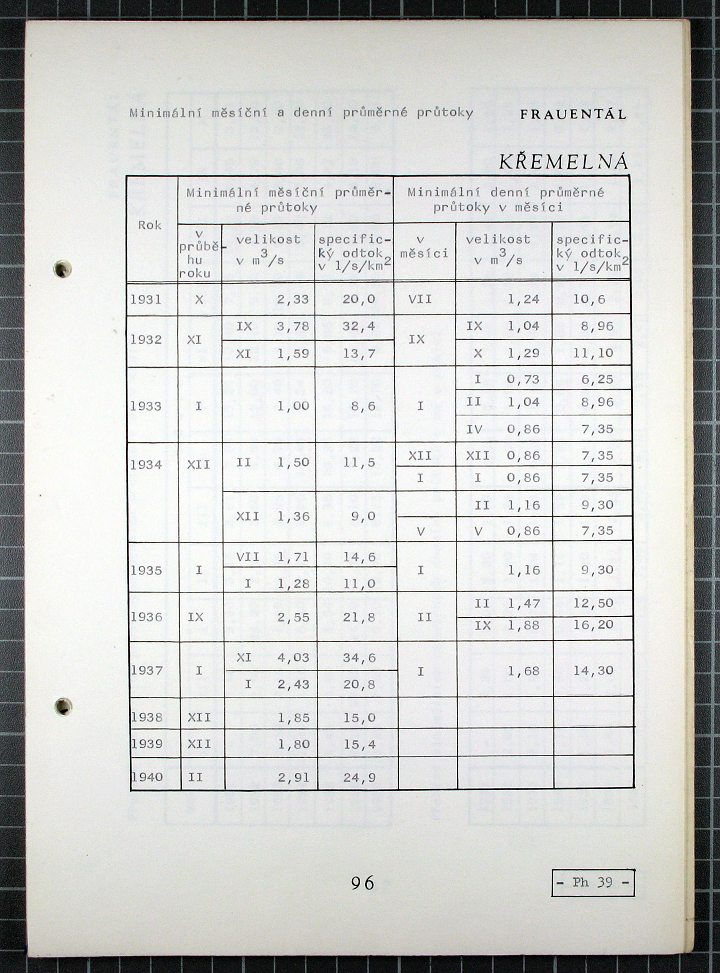 Minimální měsíční a denní průměrné průtoky FRAUENTÁL
KŘEMELNÁ
Rok
Minimální měsíční průměr-
né průtoky
Minimální denní průměrné
průtoky v měsíci
v
průbě-
hu
roku
velikost
v m3/s
specific-
ký odtok
v l/s/km2
v
měsíci
velikost
v m3/s
specific-
ký odtok
v l/s/km2
1931 X 2,33 20,0 VII 1,24 10,6
1932 XI IX 3,78 32,4 IX IX 1,04 8,96
XI 1,59 13,7 X 1,29 11,10
I 0,73 6,25
1933 I 1,00 8,6 I II 1,04 8,96
IV 0,86 7,35
1934 XII II 1,50 11,5 XII XII 0,86 7,35
I I 0,86 7,35
XII 1,36 9,0 II 1,16 9,30
V V 0,86 7,35
1935 I VII 1,71 14,6 I 1,16 9,30
I 1,28 11,0
1936 IX 2,55 21,8 II II 1,47 12,50
IX 1,88 16,20
1937 I XI 4,03 34,6 I 1,68 14,30
I 2,43 20,8
1938 XII 1,85 15,0
1939 XII 1,80 15,4
1940 II 2,91 24,9
96
- Ph 39 -